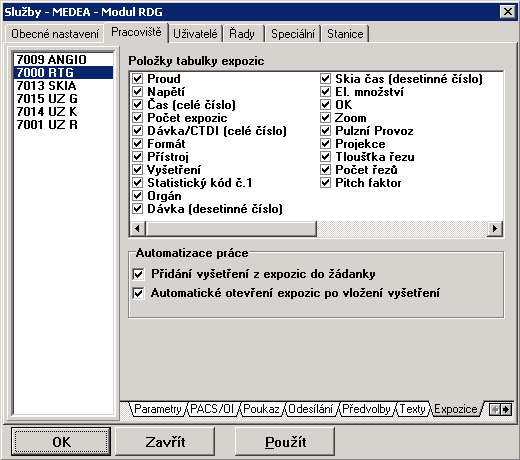 Služby - MEDEA - Modul RDG
Obecné nastavení Pracoviště Uživatelé Řady Speciální Stanice
7009 ANGIO
7000 RTG
7013 SKIA
7015 UZ G
7014 UZ K
7001 UZ R
Položky tabulky expozic
Proud
Napětí
Čas (celé číslo)
Počet expozic
Dávka/CTDI (celé číslo)
Formát
Přístroj
Vyšetření
Statistický kód č.1
Orgán
Dávka (desetinné číslo)
Skia čas (desetinné číslo)
El. množství
OK
Zoom
Pulzní Provoz
Projekce
Tloušťka řezu
Počet řezů
Pitch faktor
Automatizace práce
Přidání vyšetření z expozic do žádanky
Automatické otevření expozic po vložení vyšetření
Parametry PACS/OI Poukaz Odesílání Předvolby Texty Expozice
OK Zavřít Použít